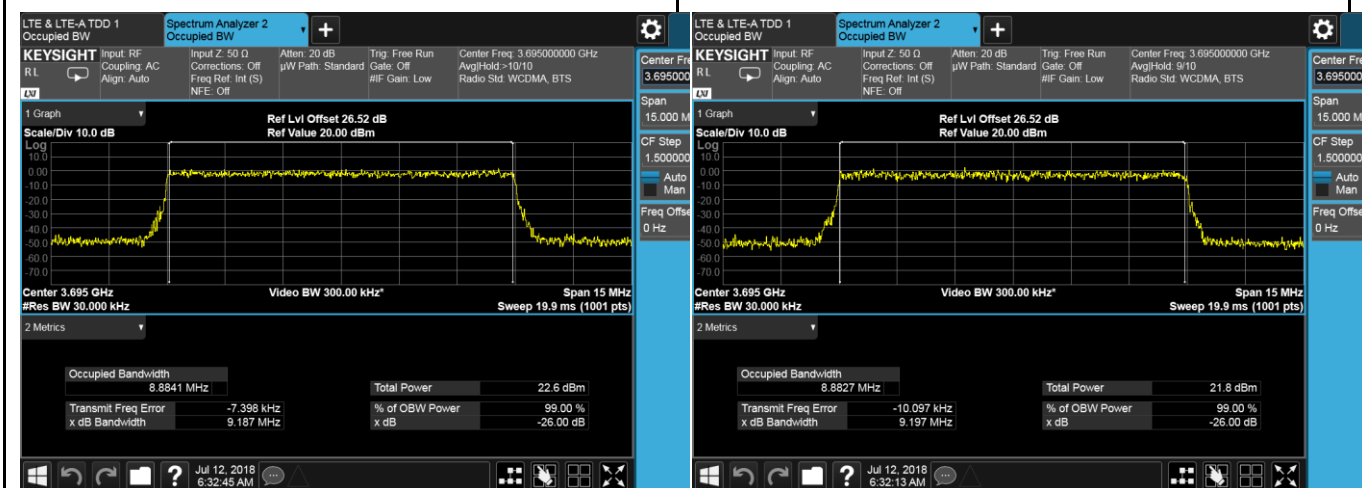 LTE & LTE-A TDD 1
Occupied BW
Spectrum Analyzer 2
Occupied BW
KEYSIGHT
RL
LXI
Input: RF
Coupling: AC
Align: Auto
Input Z: 50 Ω
Corrections: Off
Freq Ref: Int (S)
NFE: Off
Atten: 20 dB
µW Path: Standard
Trig: Free Run
Gate: Off
#IF Gain: Low
Center Freq: 3.695000000 GHz
Avg|Hold:>10/10
Radio Std: WCDMA, BTS
Center Fre
3.695000
Span
15.000 M
CF Step
1.500000
Auto
Man
Freq Offse
0 Hz
1 Graph
Scale/Div 10.0 dB
Ref Lvl Offset 26.52 dB
Ref Value 20.00 dBm
Log
10.0
0.00
-10.0
-20.0
-30.0
-40.0
-50.0
-60.0
-70.0
Center 3.695 GHz
#Res BW 30.000 kHz
Video BW 300.00 kHz*
Span 15 MHz
Sweep 19.9 ms (1001 pts)
2 Metrics
Occupied Bandwidth
8.8841 MHz
Total Power 22.6 dBm
Transmit Freq Error -7.398 kHz
% of OBW Power 99.00 %
x dB Bandwidth 9.187 MHz
x dB -26.00 dB
?
Jul 12, 2018
6:32:45 AM
LTE & LTE-A TDD 1
Occupied BW
Spectrum Analyzer 2
Occupied BW
KEYSIGHT
RL
LXI
Input: RF
Coupling: AC
Align: Auto
Input Z: 50 Ω
Corrections: Off
Freq Ref: Int (S)
NFE: Off
Atten: 20 dB
µW Path: Standard
Trig: Free Run
Gate: Off
#IF Gain: Low
Center Freq: 3.695000000 GHz
Avg|Hold: 9/10
Radio Std: WCDMA, BTS
Center Fre
3.695000
Span
15.000 M
CF Step
1.500000
Auto
Man
Freq Offse
0 Hz
1 Graph
Scale/Div 10.0 dB
Ref Lvl Offset 26.52 dB
Ref Value 20.00 dBm
Log
10.0
0.00
-10.0
-20.0
-30.0
-40.0
-50.0
-60.0
-70.0
Center 3.695 GHz
#Res BW 30.000 kHz
Video BW 300.00 kHz*
Span 15 MHz
Sweep 19.9 ms (1001 pts)
2 Metrics
Occupied Bandwidth
8.8827 MHz
Total Power 21.8 dBm
Transmit Freq Error -10.097 kHz
% of OBW Power 99.00 %
x dB Bandwidth 9.197 MHz
x dB -26.00 dB
?
Jul 12, 2018
6:32:13 AM